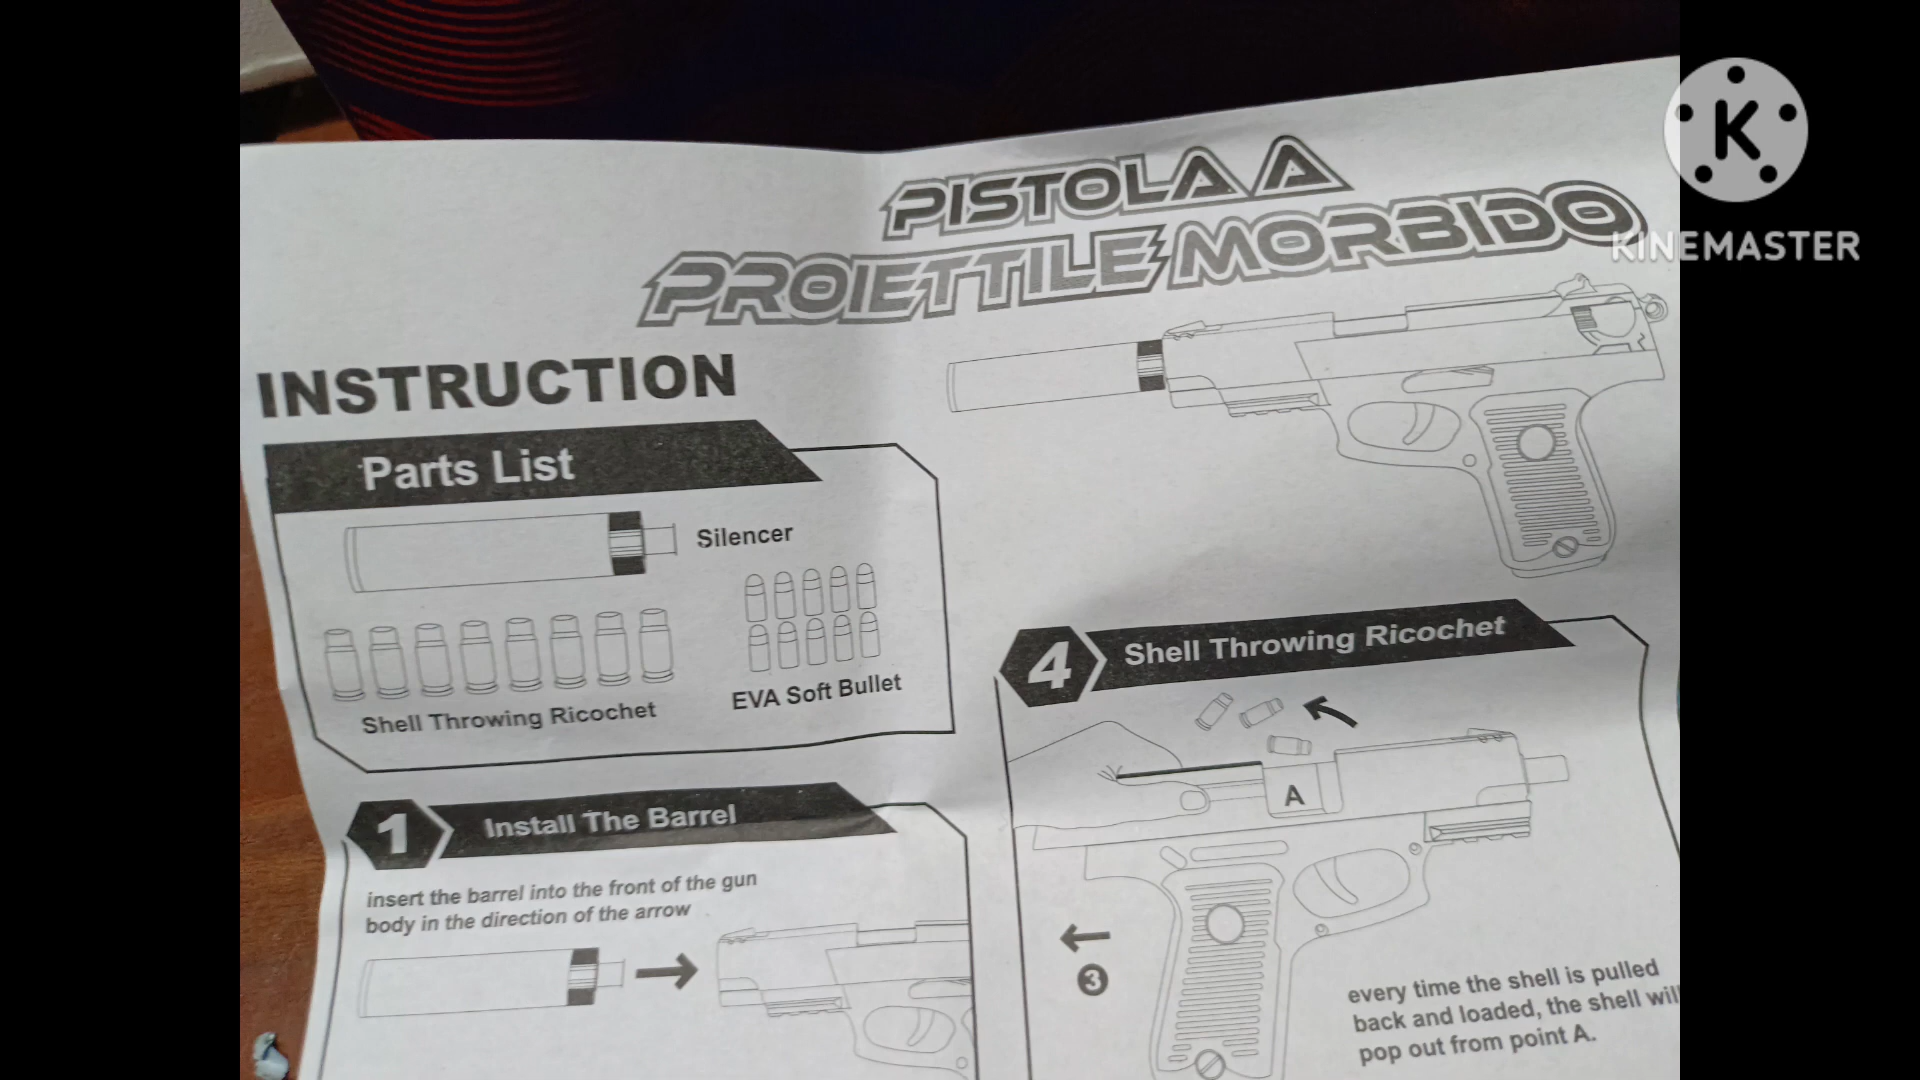 PISTOLA A
PROIETTILE MORBIDO
KINEMASTER
INSTRUCTION
Parts List
Silencer
Shell Throwing Ricochet
EVA Soft Bullet
1 Install The Barrel
insert the barrel into the front of the gun
body in the direction of the arrow
4 Shell Throwing Ricochet
A
3
every time the shell is pulled
back and loaded, the shell will
pop out from point A.